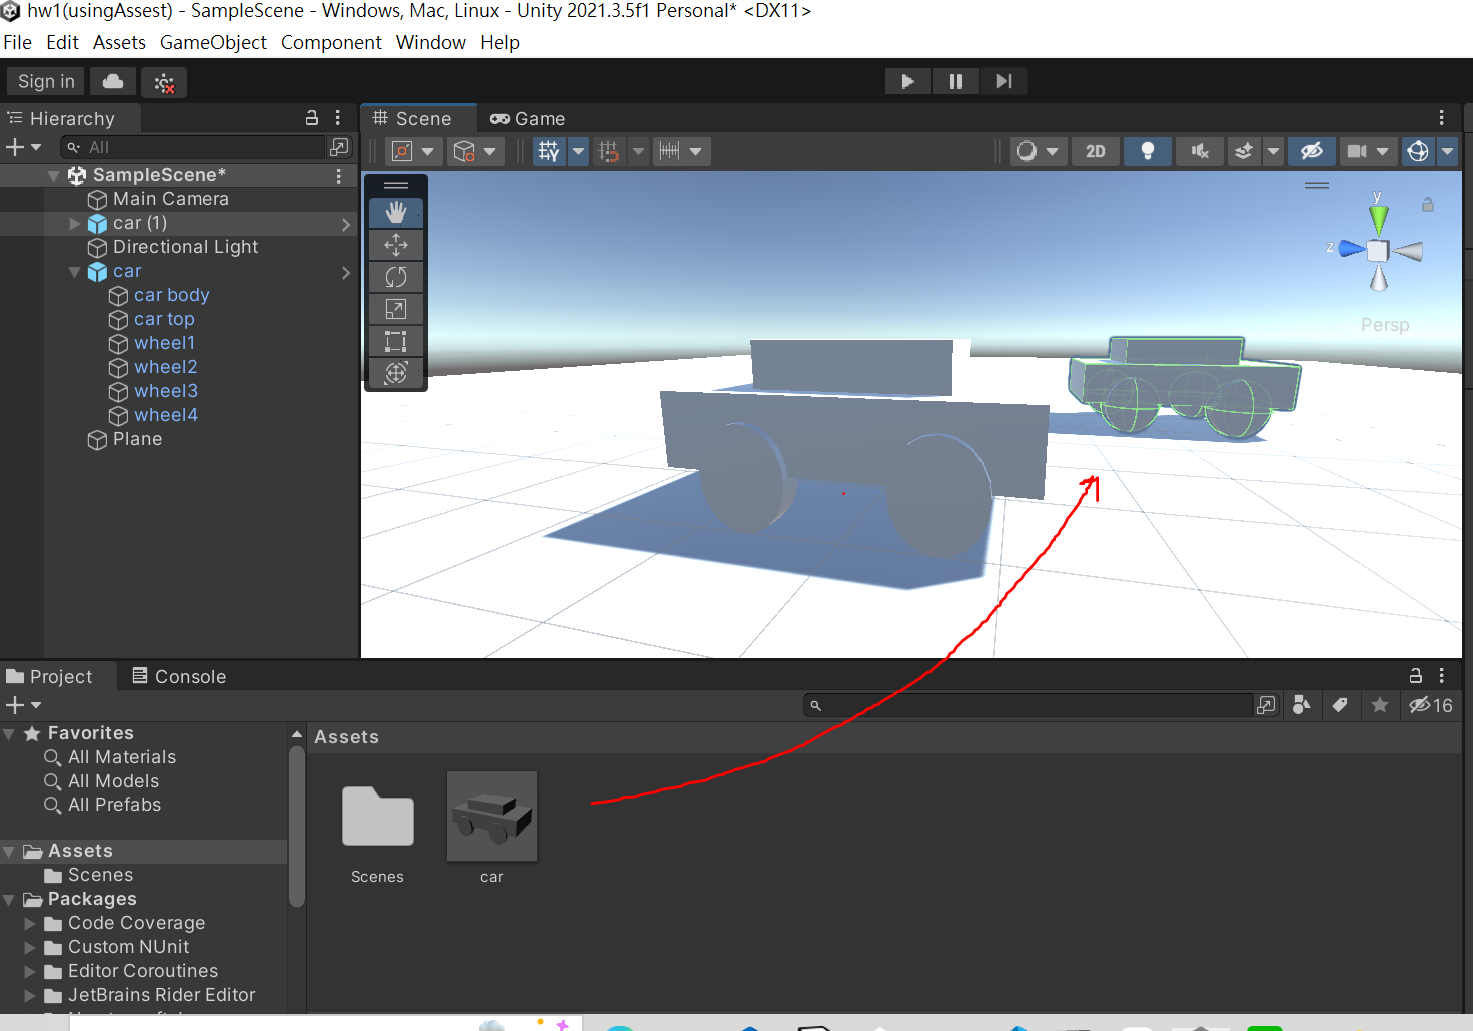 hw1(usingAssest) - SampleScene - Windows, Mac, Linux - Unity 2021.3.5f1 Personal* <DX11>
File Edit Assets GameObject Component Window Help
Sign in
Hierarchy
All
SampleScene*
Main Camera
car (1)
Directional Light
car
car body
car top
wheel1
wheel2
wheel3
wheel4
Plane
Scene
Game
2D
y
z
Persp
Project
Console
16
Favorites
All Materials
All Models
All Prefabs
Assets
Scenes
Packages
Code Coverage
Custom NUnit
Editor Coroutines
JetBrains Rider Editor
Assets
Scenes
car